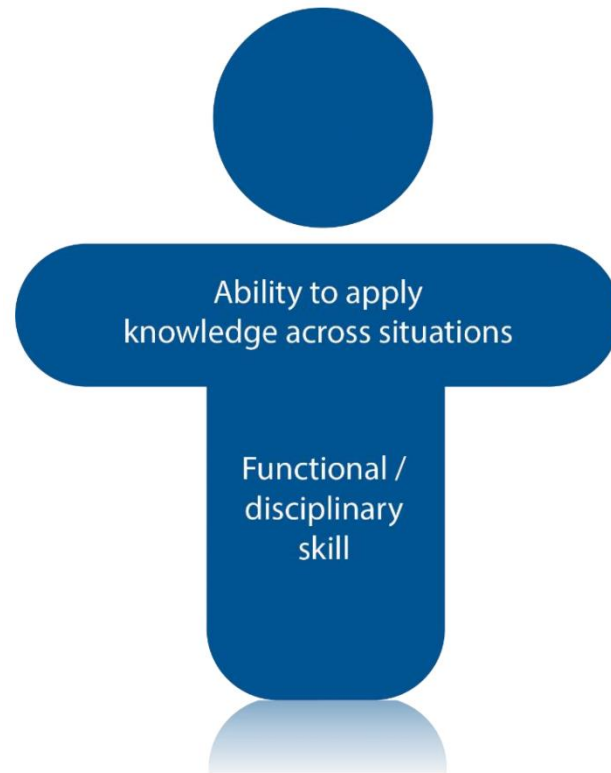 Ability to apply
knowledge across situations
Functional /
disciplinary
skill